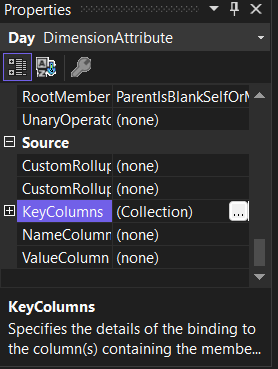 Properties
Day DimensionAttribute
RootMember ParentIsBlankSelfOrM
UnaryOperato (none)
Source
CustomRollup (none)
CustomRollup (none)
KeyColumns (Collection) ...
NameColumn (none)
ValueColumn (none)
KeyColumns
Specifies the details of the binding to
the column(s) containing the membe...